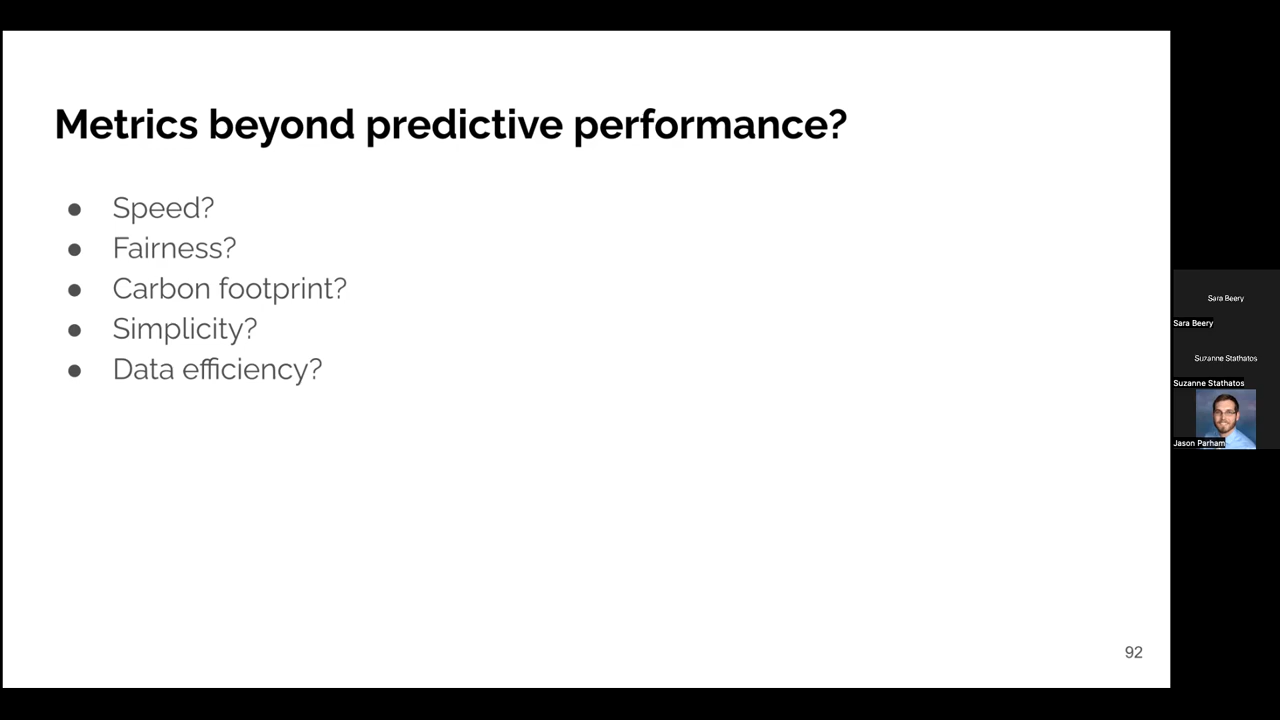 Metrics beyond predictive performance?
● Speed?
● Fairness?
● Carbon footprint?
● Simplicity?
● Data efficiency?
92
Sara Beery
Sara Beery
Suzanne Stathatos
Suzanne Stathatos
Jason Parham